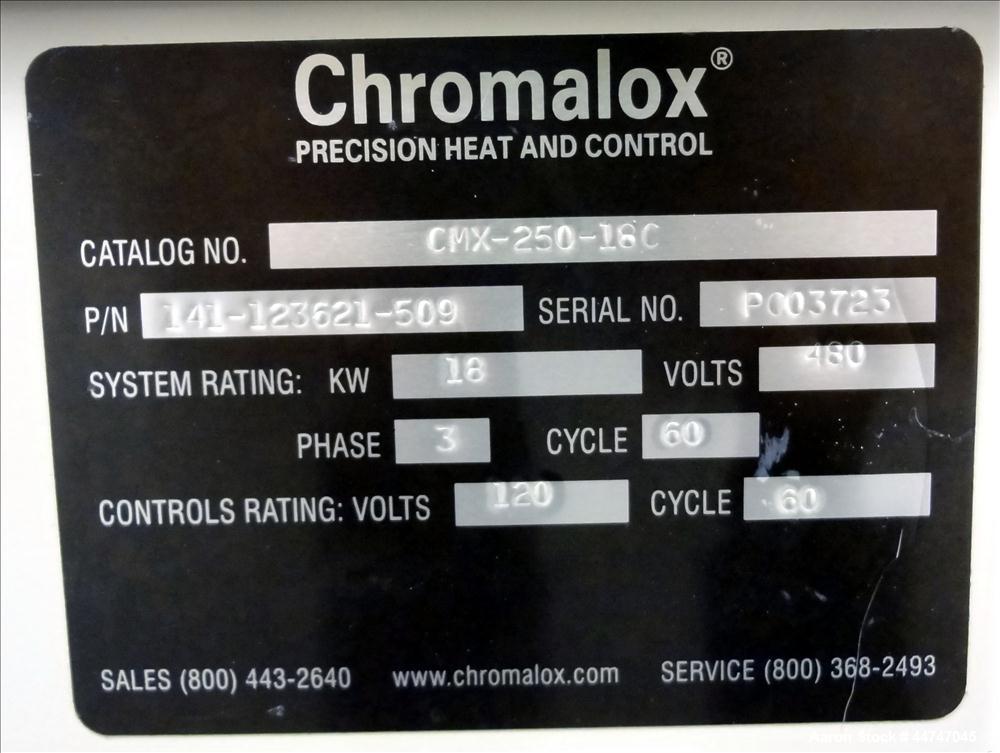 Chromalox®
PRECISION HEAT AND CONTROL
CATALOG NO. CMX-250-18C
P/N 141-123621-509 SERIAL NO. PC03723
SYSTEM RATING: KW 18 VOLTS 480
PHASE 3 CYCLE 60
CONTROLS RATING: VOLTS 120 CYCLE 60
SALES (800) 443-2640 www.chromalox.com SERVICE (800) 368-2493
Aaron Stock # 44747045